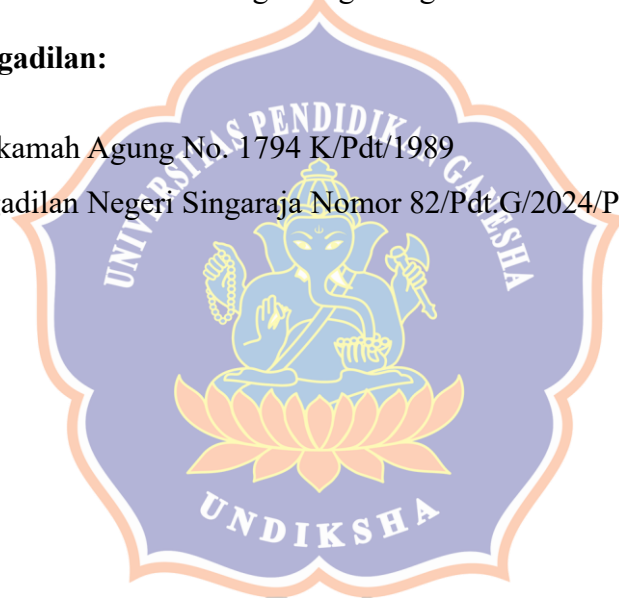 gadilan:
kamah Agung No. 1794 K/Pdt/1989
adilan Negeri Singaraja Nomor 82/Pdt.G/2024/P
UNIVERSITAS PENDIDIKAN GANESHA
UNDIKSHA